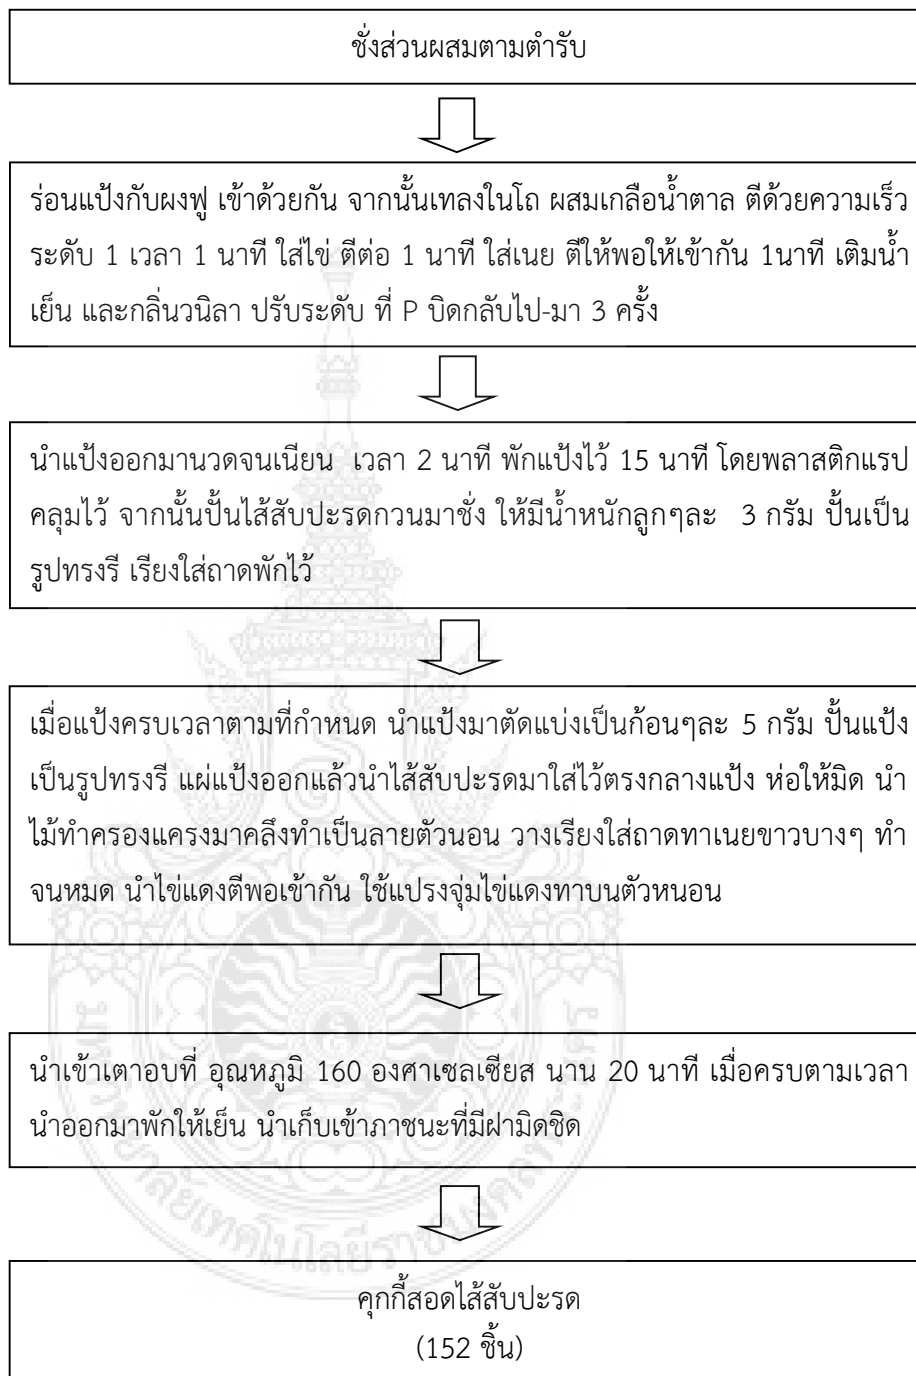 ชั่งส่วนผสมตามตำรับ
ร่อนแป้งกับผงฟู เข้าด้วยกัน จากนั้นเทลงในโถ ผสมเกลือน้ำตาล ตีด้วยความเร็ว
ระดับ 1 เวลา 1 นาที ใส่ไข่ ตีต่อ 1 นาที ใส่เนย ตีให้พอให้เข้ากัน 1นาที เติมน้ำ
เย็น และกลิ่นวนิลา ปรับระดับ ที่ P บิดกลับไป-มา 3 ครั้ง
นำแป้งออกมานวดจนเนียน เวลา 2 นาที พักแป้งไว้ 15 นาที โดยพลาสติกแรป
คลุมไว้ จากนั้นปั้นไส้สับปะรดกวนมาชั่ง ให้มีน้ำหนักลูกๆละ 3 กรัม ปั้นเป็น
รูปทรงรี เรียงใส่ถาดพักไว้
เมื่อแป้งครบเวลาตามที่กำหนด นำแป้งมาตัดแบ่งเป็นก้อนๆละ 5 กรัม ปั้นแป้ง
เป็นรูปทรงรี แผ่แป้งออกแล้วนำไส้สับปะรดมาใส่ไว้ตรงกลางแป้ง ห่อให้มิด นำ
ไม้ทำครองแครงมาคลึงทำเป็นลายตัวนอน วางเรียงใส่ถาดทาเนยขาวบางๆ ทำ
จนหมด นำไข่แดงตีพอเข้ากัน ใช้แปรงจุ่มไข่แดงทาบนตัวหนอน
นำเข้าเตาอบที่ อุณหภูมิ 160 องศาเซลเซียส นาน 20 นาที เมื่อครบตามเวลา
นำออกมาพักให้เย็น นำเก็บเข้าภาชนะที่มีฝามิดชิด
คุกกี้สอดไส้สับปะรด
(152 ชิ้น)